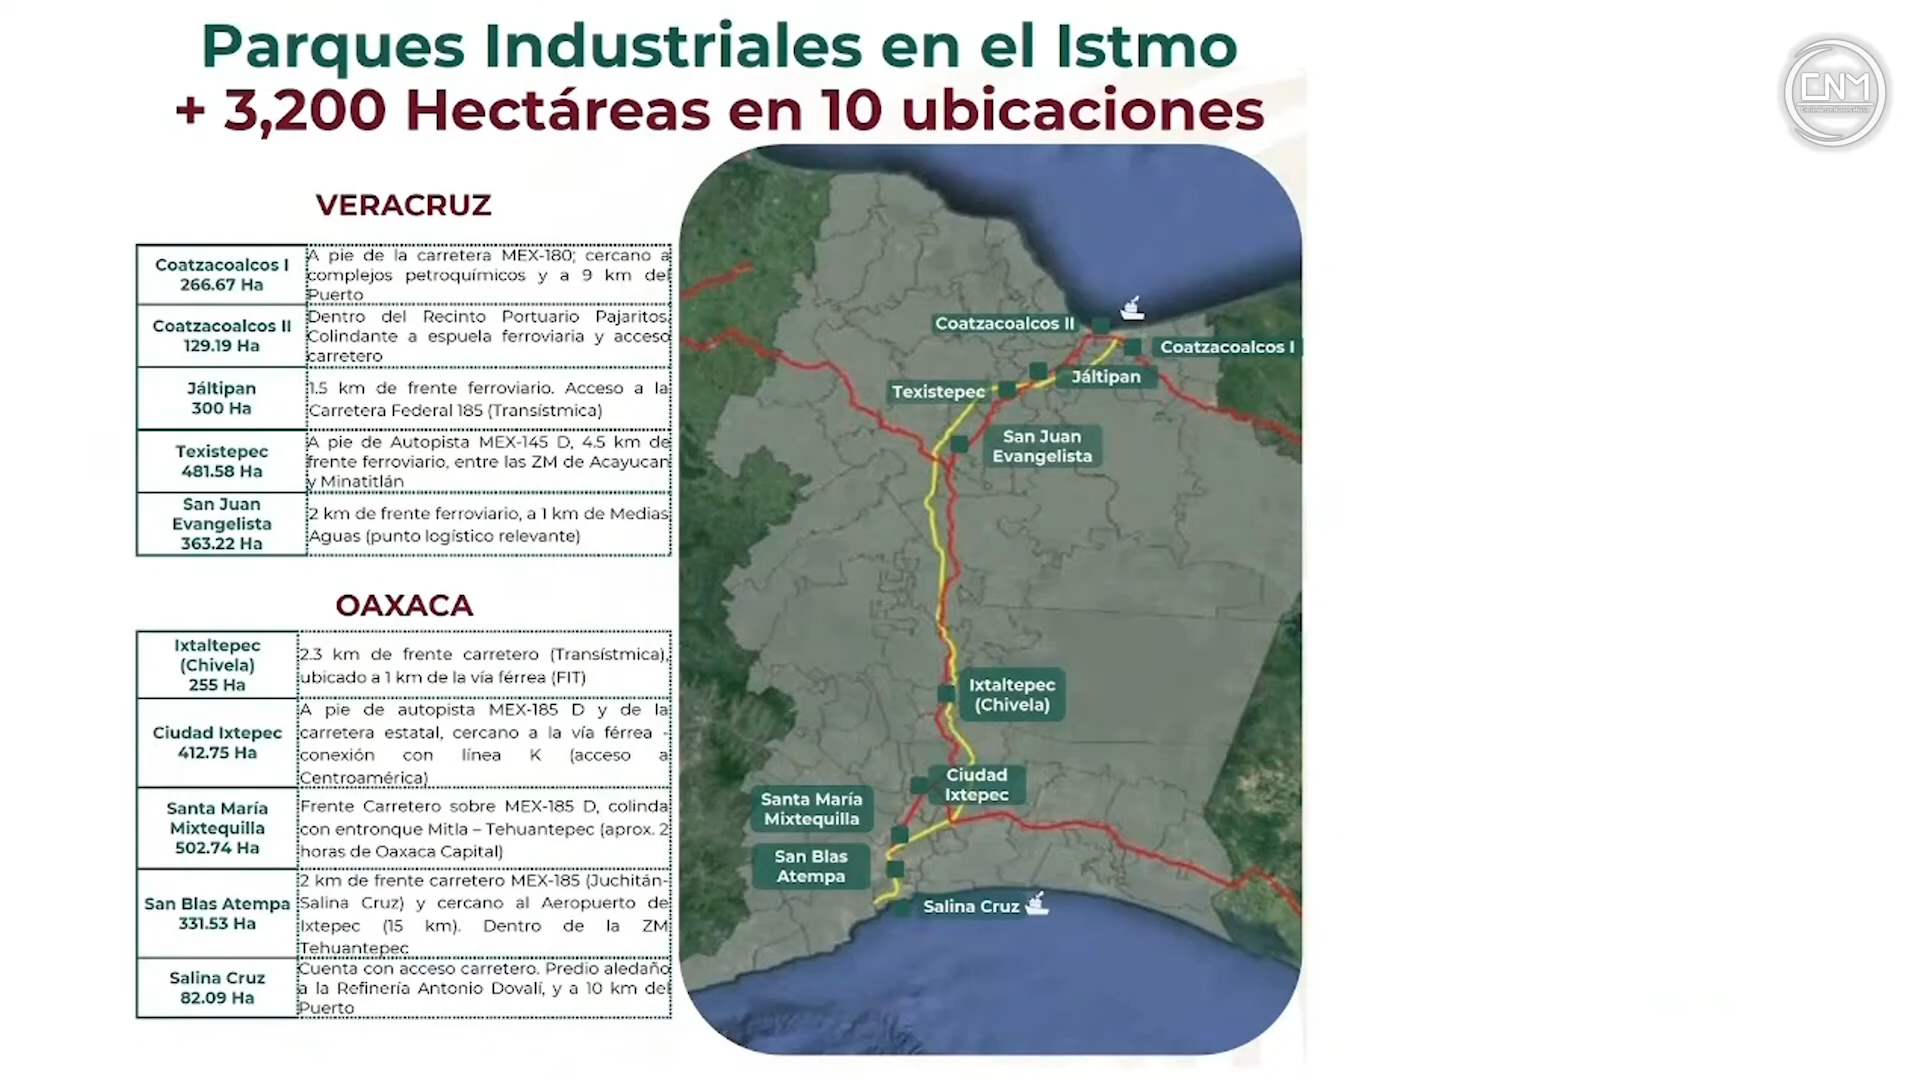 Parques Industriales en el Istmo
+ 3,200 Hectáreas en 10 ubicaciones
CNM
VERACRUZ
Coatzacoalcos I
266.67 Ha
A pie de la carretera MEX-180; cercano a
complejos petroquímicos y a 9 km del
Puerto
Coatzacoalcos II
129.19 Ha
Dentro del Recinto Portuario Pajaritos.
Colindante a espuela ferroviaria y acceso
carretero
Jáltipan
300 Ha
1.5 km de frente ferroviario. Acceso a la
Carretera Federal 185 (Transístmica)
Texistepec
481.58 Ha
A pie de Autopista MEX-145 D, 4.5 km de
frente ferroviario, entre las ZM de Acayucan
y Minatitlán
San Juan
Evangelista
363.22 Ha
2 km de frente ferroviario, a 1 km de Medias
Aguas (punto logístico relevante)
OAXACA
Ixtaltepec
(Chivela)
255 Ha
2.3 km de frente carretero (Transístmica),
ubicado a 1 km de la vía férrea (FIT)
Ciudad Ixtepec
412.75 Ha
A pie de autopista MEX-185 D y de la
carretera estatal, cercano a la vía férrea -
conexión con línea K (acceso a
Centroamérica)
Santa María
Mixtequilla
502.74 Ha
Frente Carretero sobre MEX-185 D, colinda
con entronque Mitla – Tehuantepec (aprox. 2
horas de Oaxaca Capital)
San Blas Atempa
331.53 Ha
2 km de frente carretero MEX-185 (Juchitán-
Salina Cruz) y cercano al Aeropuerto de
Ixtepec (15 km). Dentro de la ZM
Tehuantepec
Salina Cruz
82.09 Ha
Cuenta con acceso carretero. Predio aledaño
a la Refinería Antonio Dovalí, y a 10 km del
Puerto
Coatzacoalcos II
Coatzacoalcos I
Jáltipan
Texistepec
San Juan
Evangelista
Ixtaltepec
(Chivela)
Ciudad
Ixtepec
Santa María
Mixtequilla
San Blas
Atempa
Salina Cruz